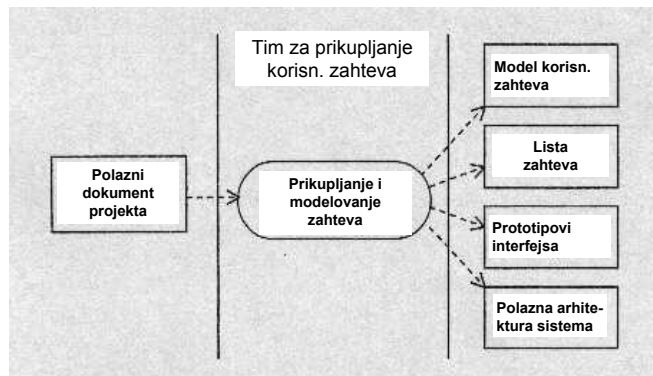 Tim za prikupljanje
korisn. zahteva
Polazni
dokument
projekta
Prikupljanje i
modelovanje
zahteva
Model korisn.
zahteva
Lista
zahteva
Prototipovi
interfejsa
Polazna arhite-
ktura sistema